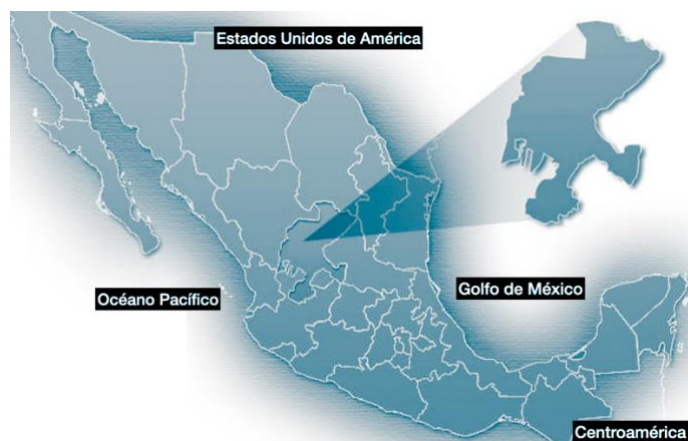 Estados Unidos de América
Océano Pacífico
Golfo de México
Centroamérica